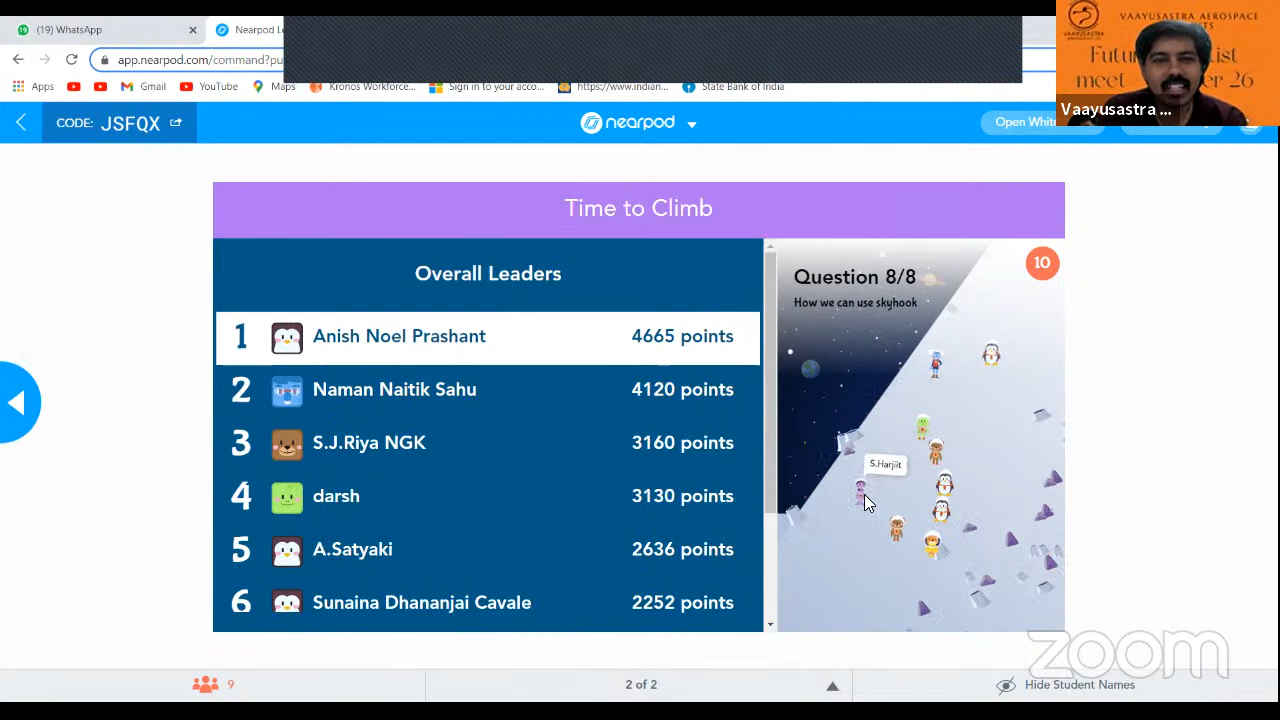 (19) WhatsApp
Nearpod Le
VAAYUSASTRA AEROSPACE
app.nearpod.com/command?pu
Vaayusastra ...
Apps
Gmail
YouTube
Maps
Kronos Workforce...
Sign in to your acco...
https://www.indian...
State Bank of India
CODE: JSFQX
nearpod
Open White
Time to Climb
Overall Leaders
1 Anish Noel Prashant 4665 points
2 Naman Naitik Sahu 4120 points
3 S.J.Riya NGK 3160 points
4 darsh 3130 points
5 A.Satyaki 2636 points
6 Sunaina Dhananjai Cavale 2252 points
Question 8/8
10
How we can use skyhook
S.Harjiit
zoom
9
2 of 2
Hide Student Names